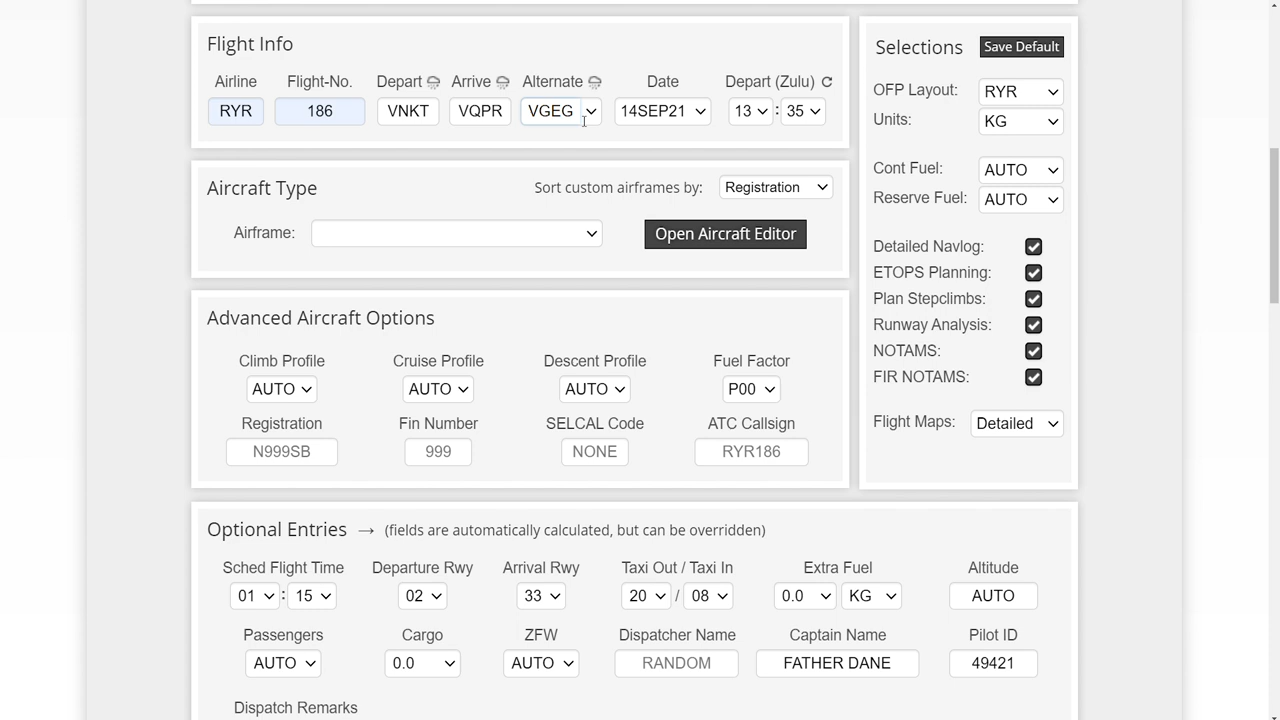 Flight Info
Airline Flight-No. Depart Arrive Alternate Date Depart (Zulu)
RYR 186 VNKT VQPR VGEG 14SEP21 13 : 35
Aircraft Type Sort custom airframes by: Registration
Airframe: Open Aircraft Editor
Advanced Aircraft Options
Climb Profile Cruise Profile Descent Profile Fuel Factor
AUTO AUTO AUTO P00
Registration Fin Number SELCAL Code ATC Callsign
N999SB 999 NONE RYR186
Selections Save Default
OFP Layout: RYR
Units: KG
Cont Fuel: AUTO
Reserve Fuel: AUTO
Detailed Navlog:
ETOPS Planning:
Plan Stepclimbs:
Runway Analysis:
NOTAMS:
FIR NOTAMS:
Flight Maps: Detailed
Optional Entries → (fields are automatically calculated, but can be overridden)
Sched Flight Time Departure Rwy Arrival Rwy Taxi Out / Taxi In Extra Fuel Altitude
01 : 15 02 33 20 / 08 0.0 KG AUTO
Passengers Cargo ZFW Dispatcher Name Captain Name Pilot ID
AUTO 0.0 AUTO RANDOM FATHER DANE 49421
Dispatch Remarks